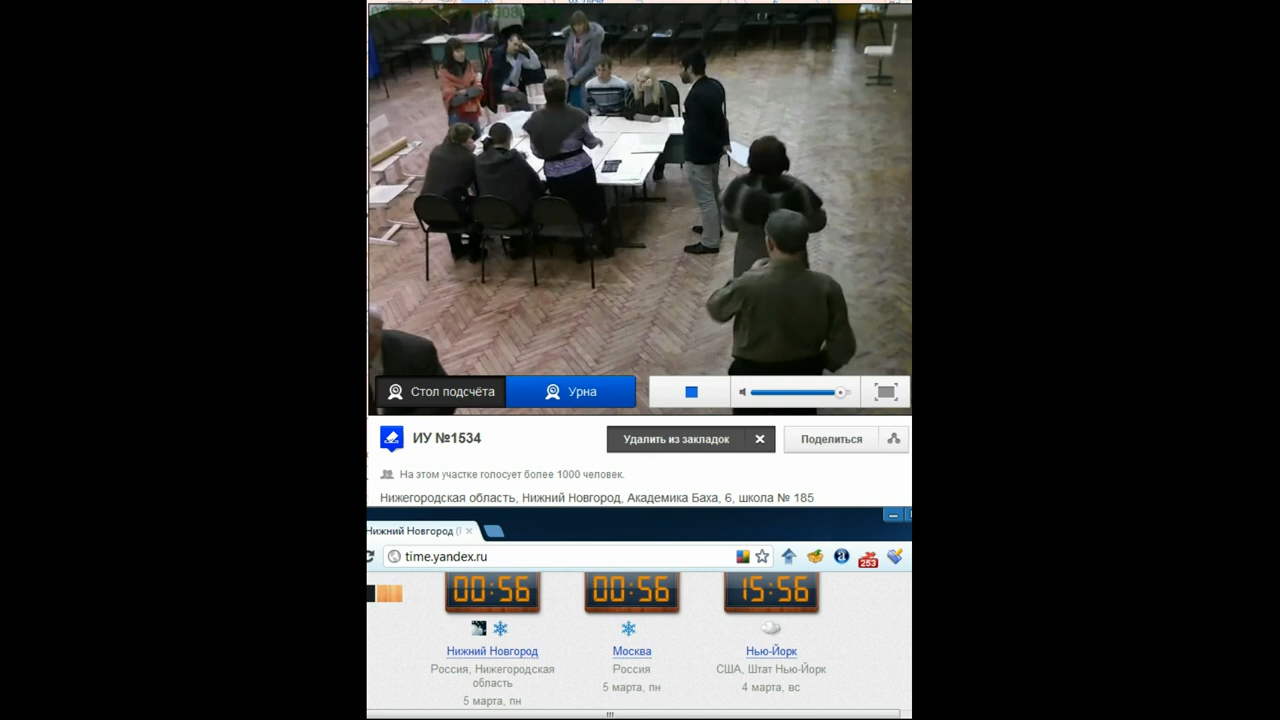 Стол подсчёта
Урна
ИУ №1534
Удалить из закладок
Поделиться
На этом участке голосует более 1000 человек.
Нижегородская область, Нижний Новгород, Академика Баха, 6, школа № 185
Нижний Новгород (
time.yandex.ru
253
00:56
00:56
15:56
Нижний Новгород
Москва
Нью-Йорк
Россия, Нижегородская
область
Россия
США, Штат Нью-Йорк
5 марта, пн
5 марта, пн
4 марта, вс